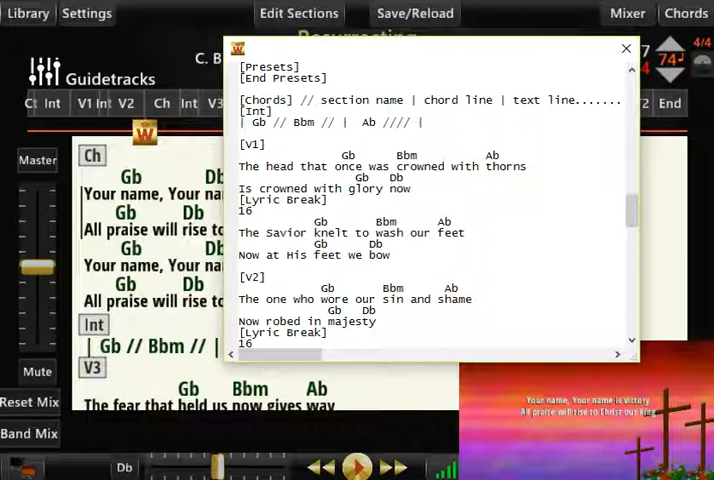 Library
Settings
Edit Sections
Save/Reload
Mixer
Chords
Guidetracks
C. B
7
4
74
4/4
Int
V1
Int
V2
Ch
Int
V3
2
End
Master
Mute
Reset Mix
Band Mix
Ch
Gb Db
Your name, Your na
Gb Db
All praise will rise to
Gb Db
Your name, Your na
Gb Db
All praise will rise to
Int
| Gb // Bbm // |
V3
Gb Bbm Ab
The fear that held us now gives way
W
[Presets]
[End Presets]
[Chords] // section name | chord line | text line.......
[Int]
| Gb // Bbm // | Ab //// |
[V1]
Gb Bbm Ab
The head that once was crowned with thorns
Gb Db
Is crowned with glory now
[Lyric Break]
16
Gb Bbm Ab
The Savior knelt to wash our feet
Gb Db
Now at His feet we bow
[V2]
Gb Bbm Ab
The one who wore our sin and shame
Gb Db
Now robed in majesty
[Lyric Break]
16
Your name, Your name is victory
All praise will rise to Christ our King
Db